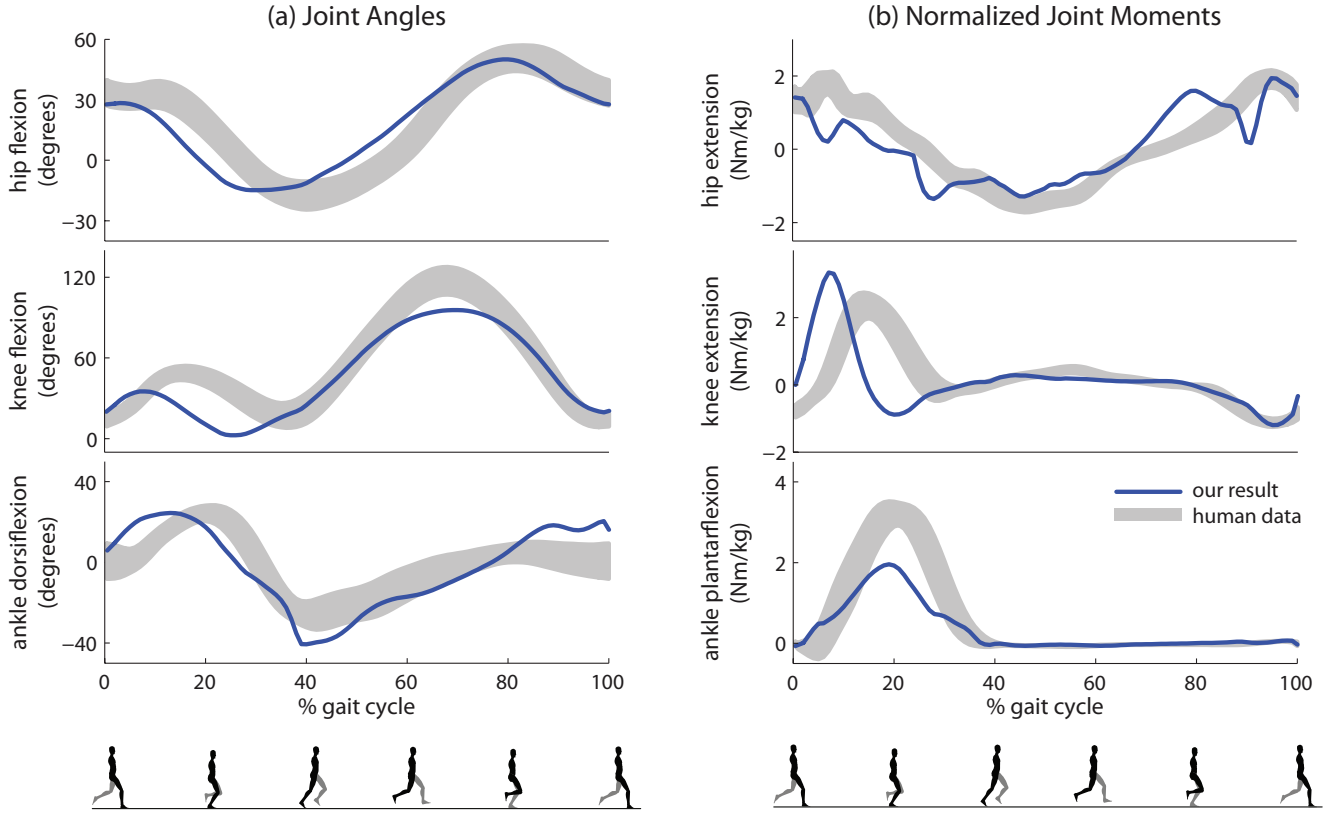 (a) Joint Angles
hip flexion
(degrees)
60
30
0
−30
knee flexion
(degrees)
120
60
0
ankle dorsiflexion
(degrees)
40
0
−40
0 20 40 60 80 100
% gait cycle
(b) Normalized Joint Moments
hip extension
(Nm/kg)
2
0
−2
knee extension
(Nm/kg)
2
0
−2
ankle plantarflexion
(Nm/kg)
4
2
0
our result
human data
0 20 40 60 80 100
% gait cycle